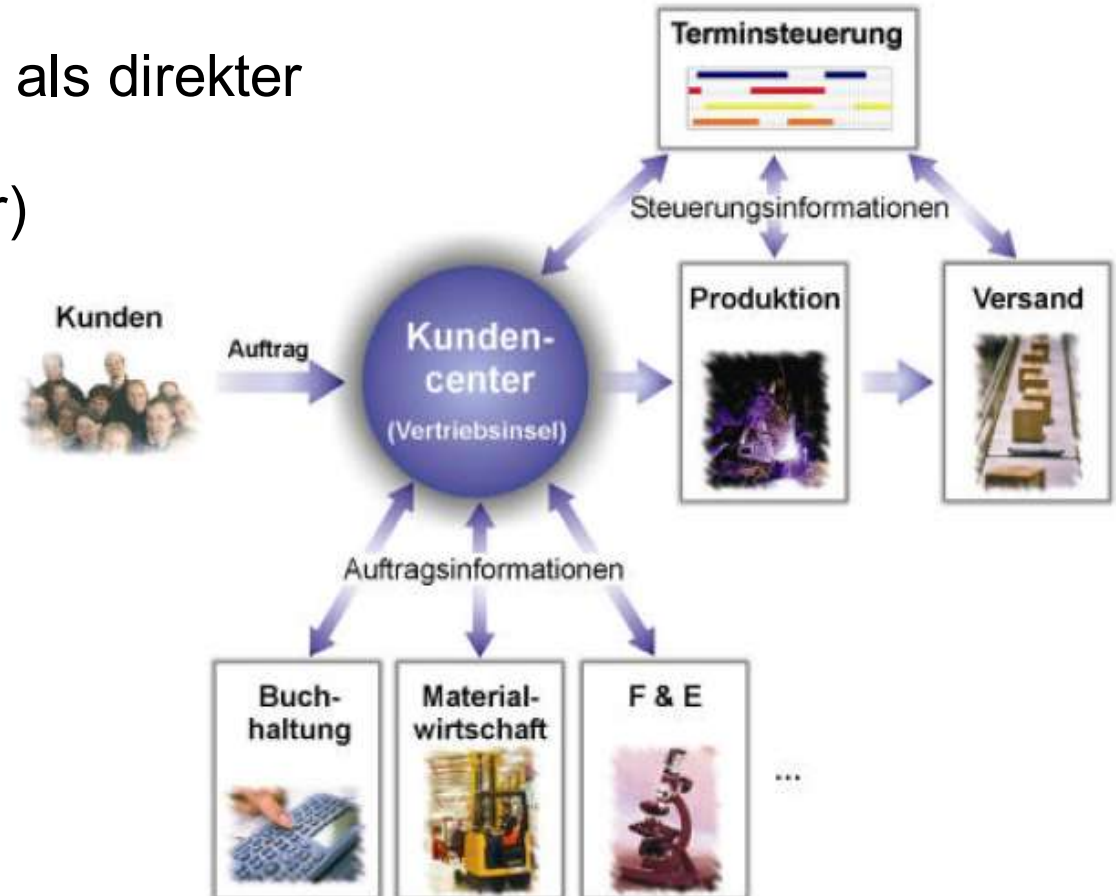 als direkter
r)
Terminsteuerung
Steuerungsinformationen
Kunden
Auftrag
Kunden-
center
(Vertriebsinsel)
Produktion
Versand
Auftragsinformationen
Buch-
haltung
Material-
wirtschaft
F & E
...